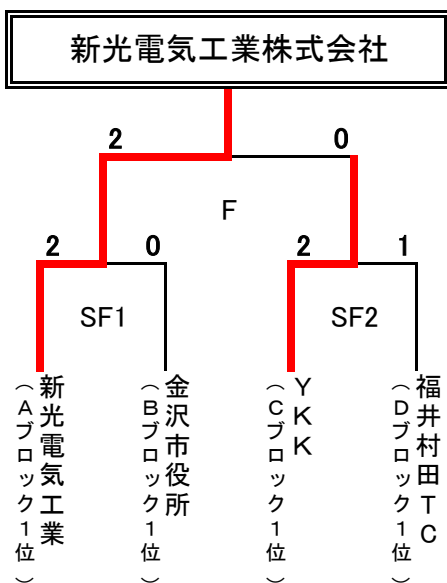 新光電気工業株式会社
2 0
F
2 0 2 1
SF1 SF2
新光電気工業
(Aブロック1位)
金沢市役所
(Bブロック1位)
YKK
(Cブロック1位)
福井村田TC
(Dブロック1位)